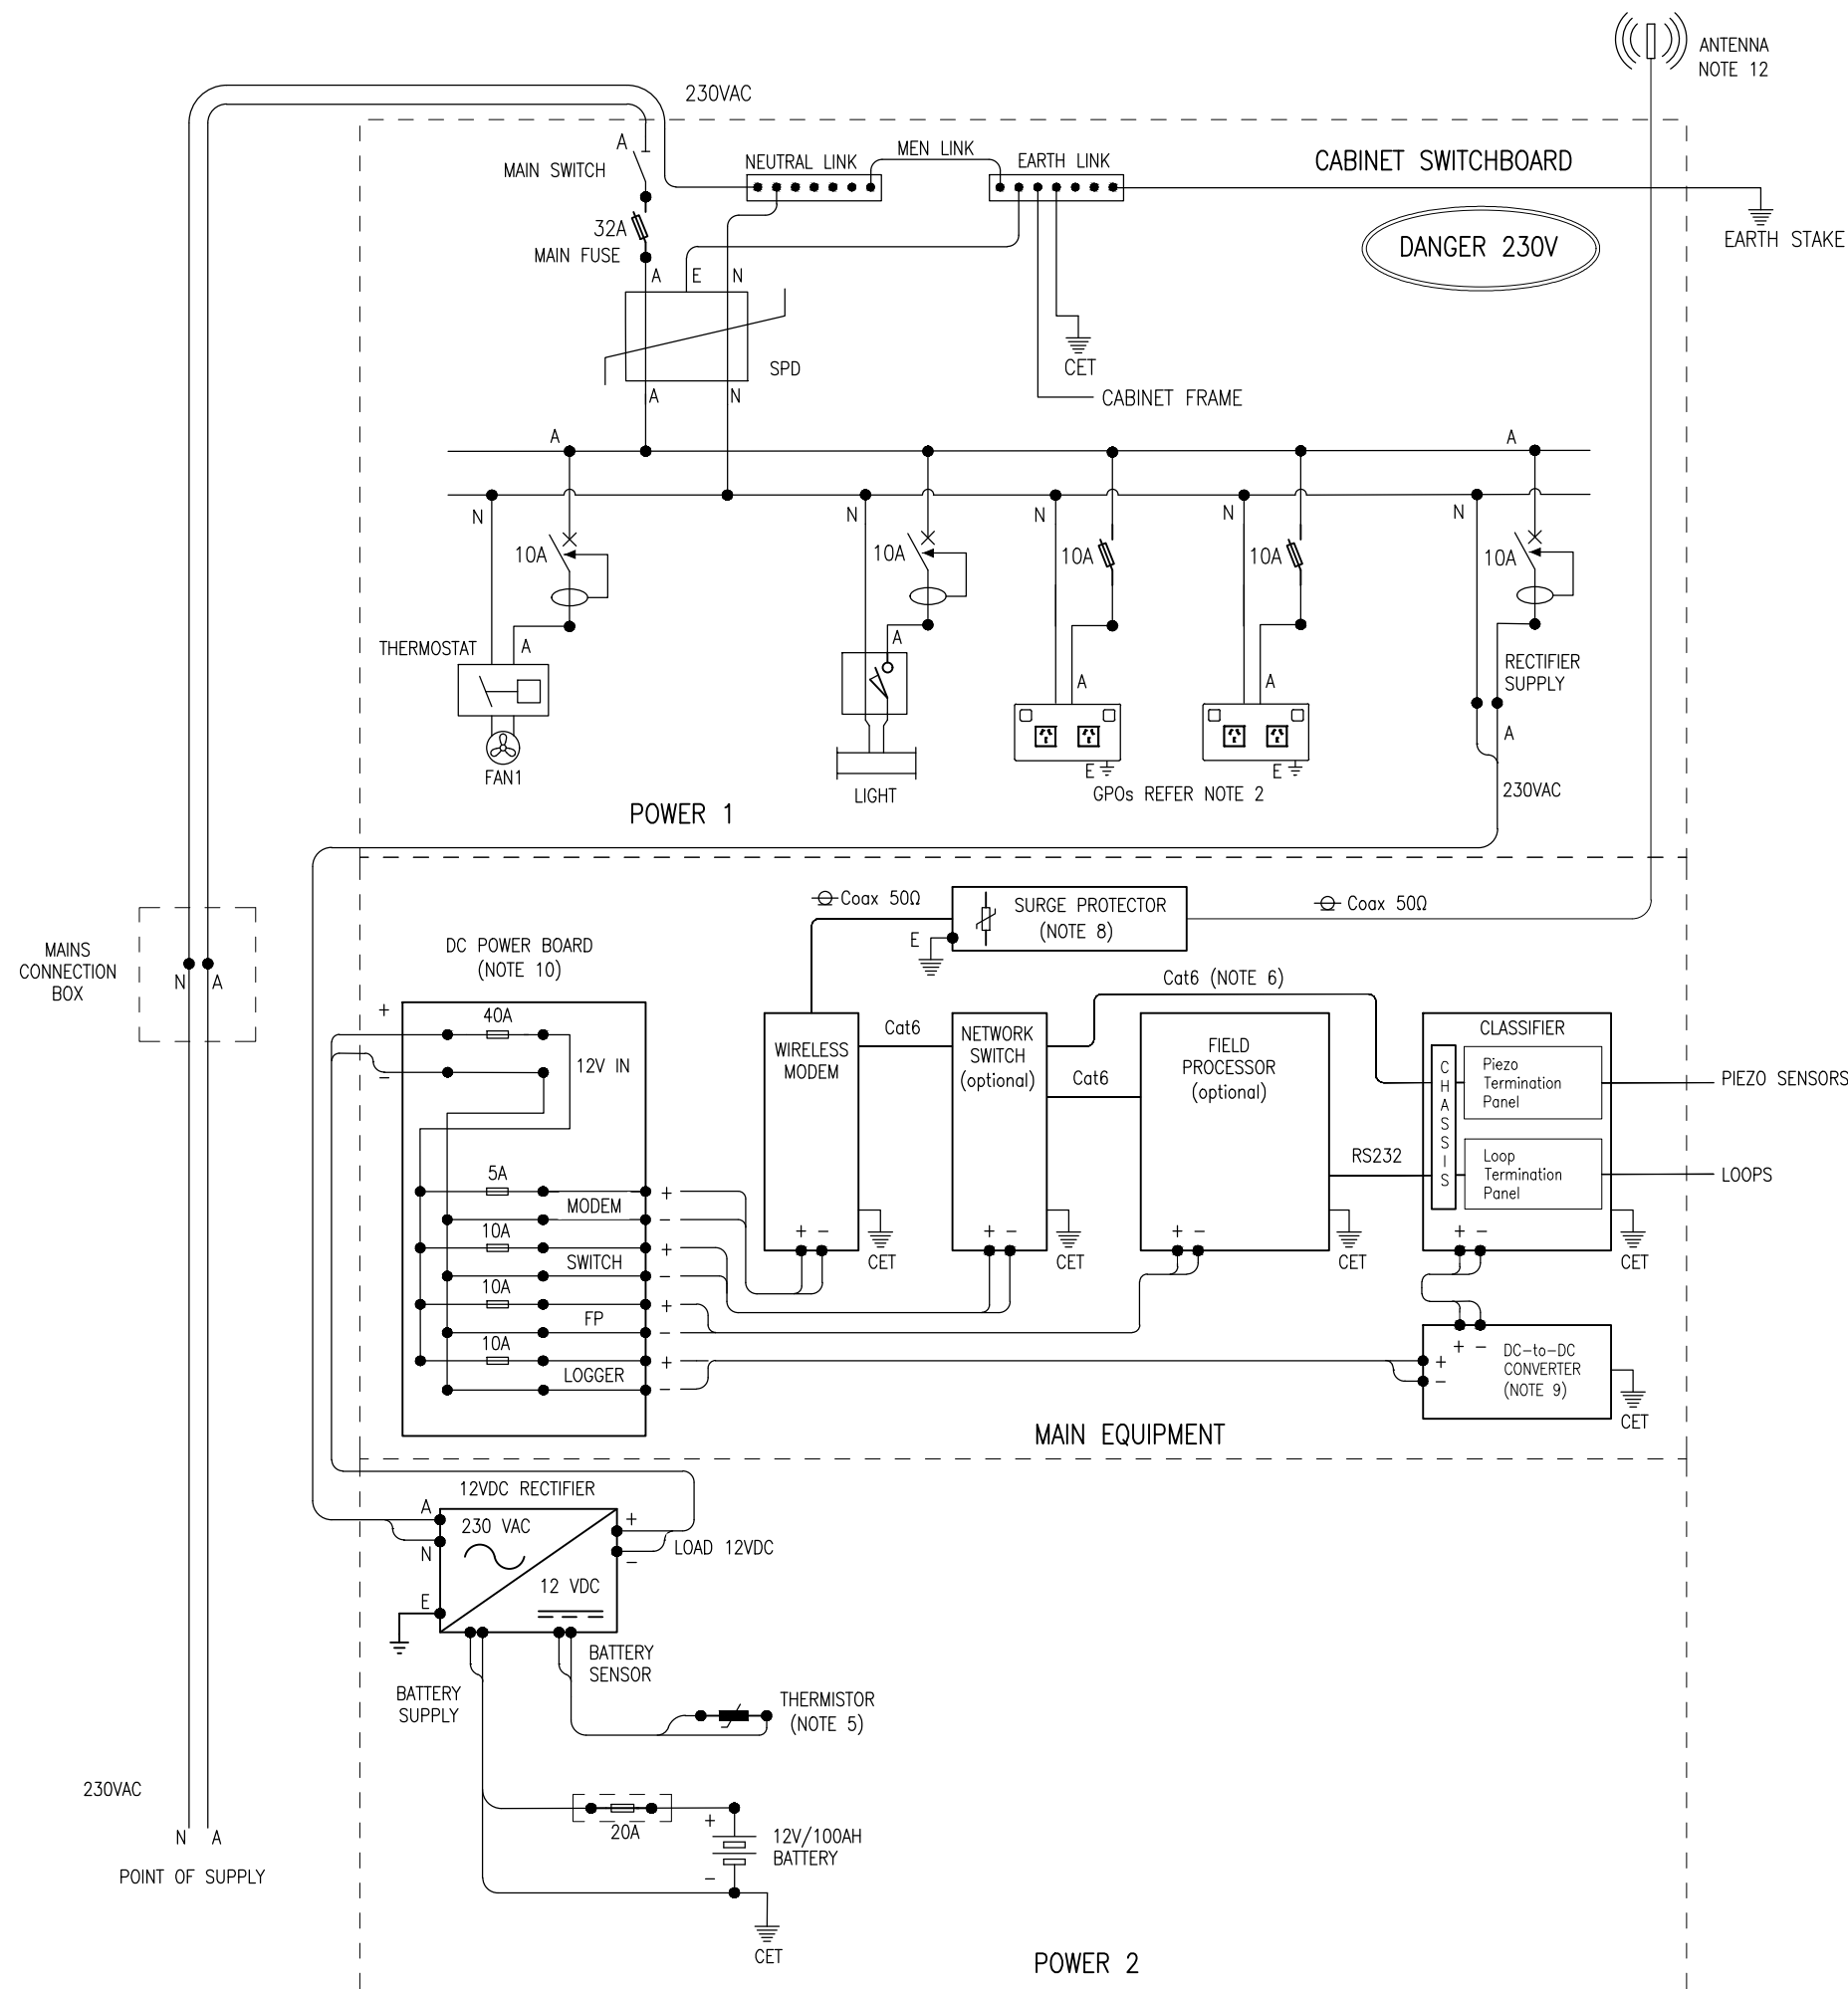 ANTENNA
NOTE 12
230VAC
A
MAIN SWITCH
NEUTRAL LINK
MEN LINK
EARTH LINK
CABINET SWITCHBOARD
32A
MAIN FUSE
DANGER 230V
EARTH STAKE
A
E
N
SPD
CET
A
N
CABINET FRAME
A
A
N
N
N
N
N
10A
10A
10A
10A
10A
THERMOSTAT
A
A
A
A
RECTIFIER
SUPPLY
A
FAN1
LIGHT
E
E
GPOs REFER NOTE 2
230VAC
POWER 1
Coax 50Ω
SURGE PROTECTOR
(NOTE 8)
Coax 50Ω
E
MAINS
CONNECTION
BOX
N
A
DC POWER BOARD
(NOTE 10)
Cat6 (NOTE 6)
+
40A
12V IN
−
WIRELESS
MODEM
Cat6
NETWORK
SWITCH
(optional)
Cat6
FIELD
PROCESSOR
(optional)
RS232
CLASSIFIER
CHASSIS
Piezo
Termination
Panel
PIEZO SENSORS
Loop
Termination
Panel
LOOPS
5A
+
MODEM
−
10A
+
SWITCH
−
10A
+
FP
−
10A
+
LOGGER
−
+ −
CET
+ −
CET
+ −
CET
+ −
CET
+ −
+
−
DC-to-DC
CONVERTER
(NOTE 9)
CET
MAIN EQUIPMENT
12VDC RECTIFIER
A
230 VAC
+
N
LOAD 12VDC
−
12 VDC
E
BATTERY
SENSOR
BATTERY
SUPPLY
THERMISTOR
(NOTE 5)
230VAC
20A
+
12V/100AH
BATTERY
−
N
A
POINT OF SUPPLY
CET
POWER 2